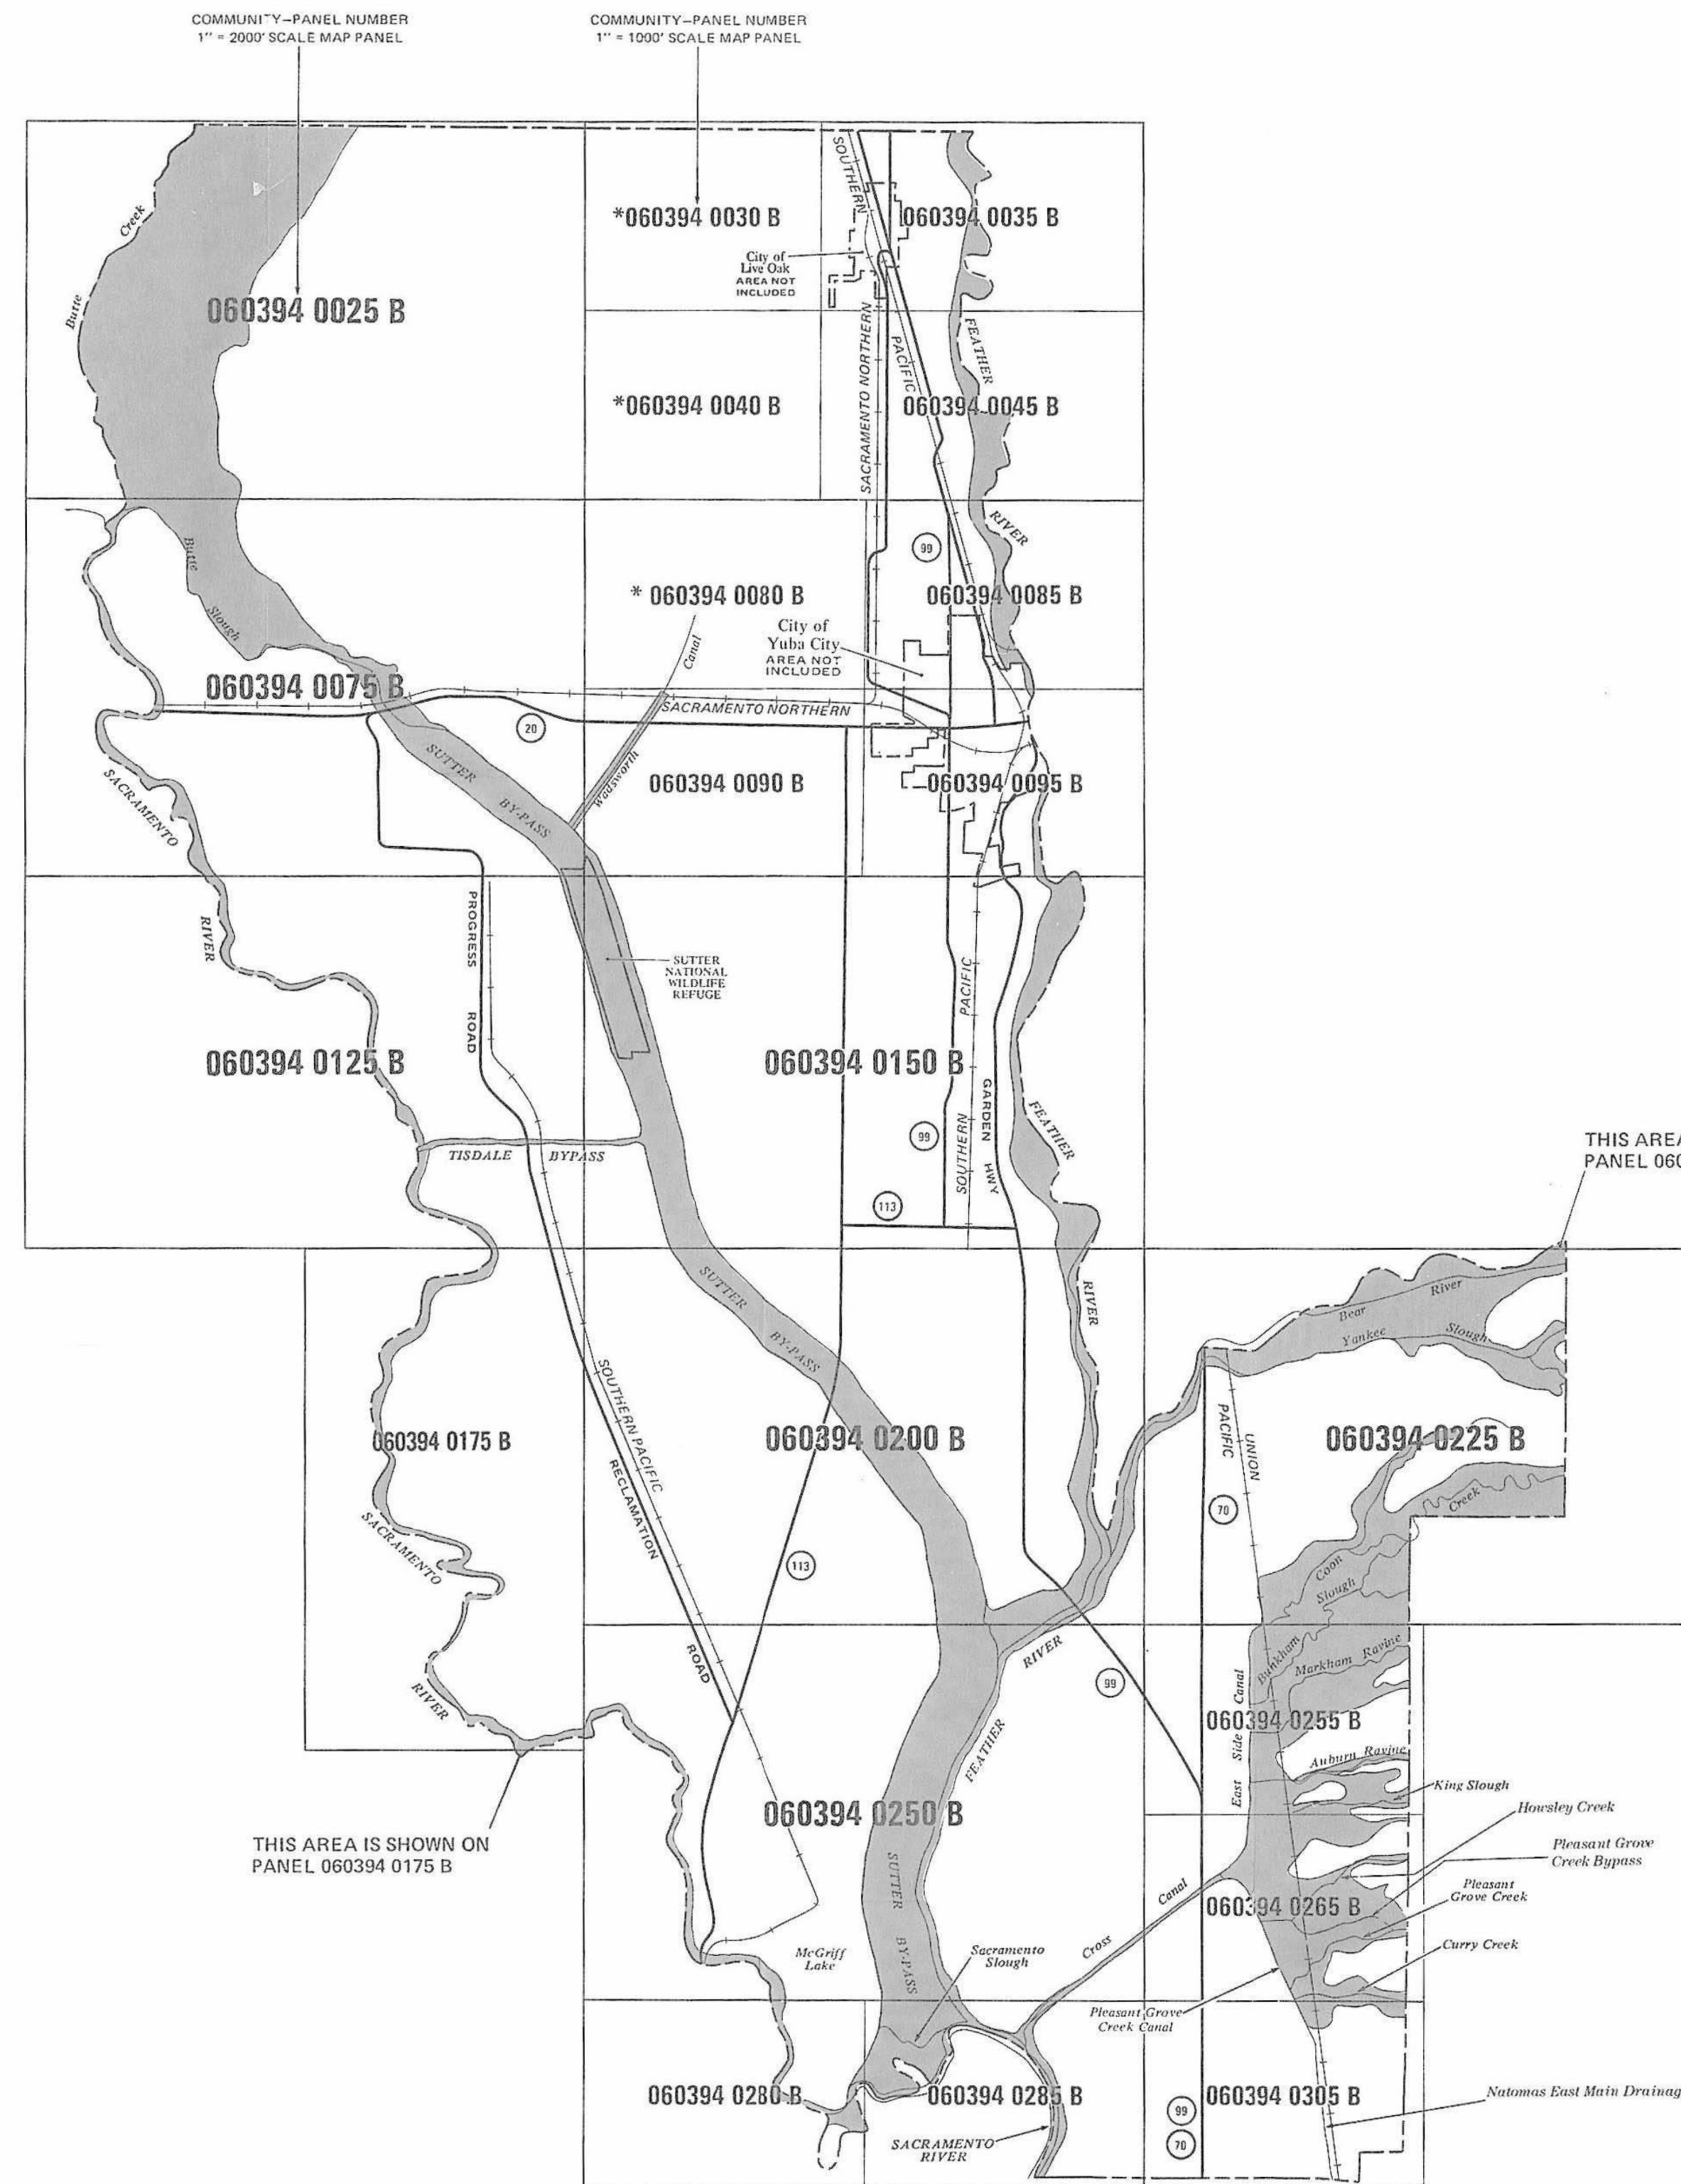 COMMUNITY–PANEL NUMBER
1" = 2000' SCALE MAP PANEL
COMMUNITY–PANEL NUMBER
1" = 1000' SCALE MAP PANEL
SOUTHERN
PACIFIC
*060394 0030 B
060394 0035 B
City of
Live Oak
AREA NOT
INCLUDED
Creek
Butte
060394 0025 B
SACRAMENTO NORTHERN
FEATHER
RIVER
*060394 0040 B
060394 0045 B
99
Butte
Slough
* 060394 0080 B
060394 0085 B
City of
Yuba City
AREA NOT
INCLUDED
Canal
Wadsworth
060394 0075 B
SACRAMENTO NORTHERN
20
SUTTER
BY-PASS
060394 0090 B
060394 0095 B
SACRAMENTO
RIVER
PROGRESS
ROAD
SUTTER
NATIONAL
WILDLIFE
REFUGE
PACIFIC
SOUTHERN
GARDEN
HWY
060394 0125 B
060394 0150 B
FEATHER
RIVER
99
TISDALE BYPASS
113
THIS AREA
PANEL 060
SUTTER
BY-PASS
Bear River
Yankee Slough
SOUTHERN PACIFIC
RECLAMATION
ROAD
PACIFIC
UNION
060394 0175 B
060394 0200 B
060394 0225 B
70
SACRAMENTO
RIVER
113
Coon Creek
Slough
Bunkham
Markham Ravine
RIVER
FEATHER
99
East Side Canal
060394 0255 B
Auburn Ravine
King Slough
Howsley Creek
Pleasant Grove
Creek Bypass
Pleasant
Grove Creek
Curry Creek
060394 0250 B
THIS AREA IS SHOWN ON
PANEL 060394 0175 B
SUTTER
BY-PASS
Cross Canal
060394 0265 B
McGriff
Lake
Sacramento
Slough
Pleasant Grove
Creek Canal
060394 0280 B
060394 0285 B
060394 0305 B
99
70
Natomas East Main Drainag
SACRAMENTO
RIVER